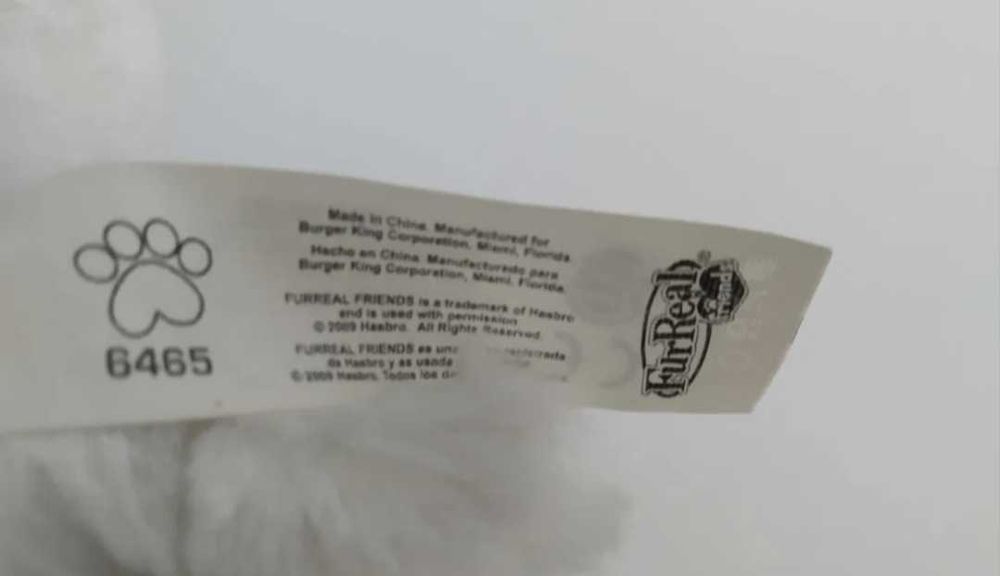 6465
Made in China. Manufactured for
Burger King Corporation, Miami, Florida
Hecho en China. Manufacturado para
Burger King Corporation, Miami, Florida
FURREAL FRIENDS is a trademark of Hasbro
and is used with permission
© 2009 Hasbro. All Rights Reserved
FURREAL FRIENDS es una registrada
de Hasbro y es usada
© 2009 Hasbro. Todos los
FurReal
friends
®